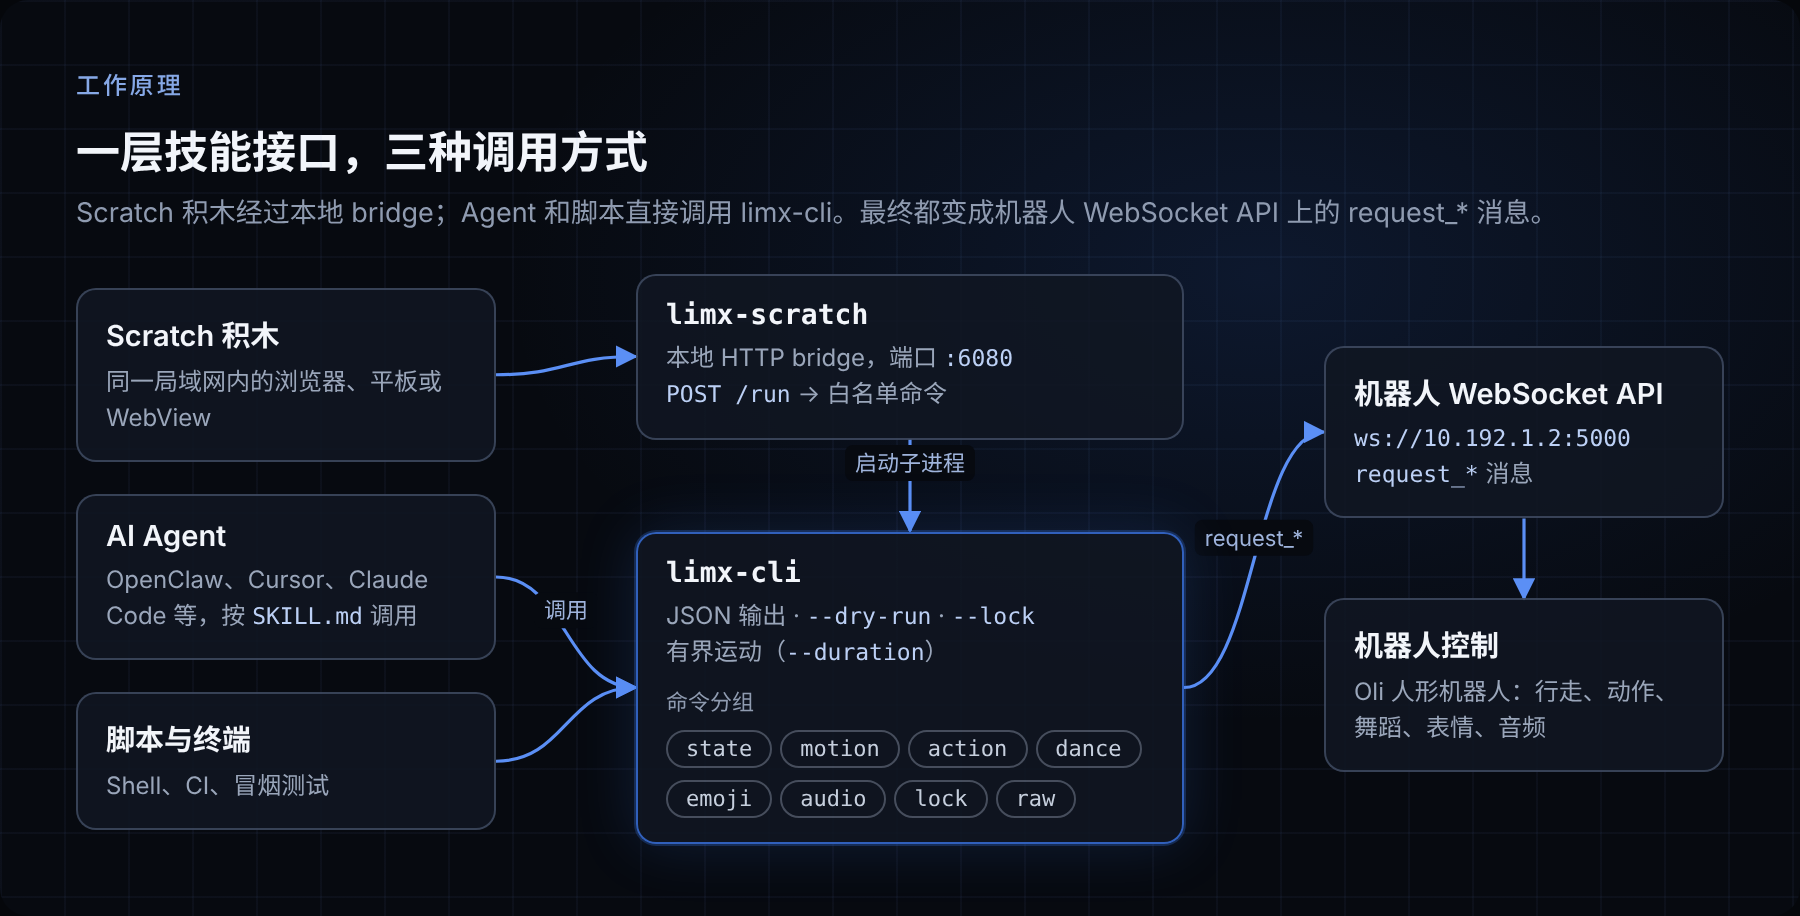 工作原理
一层技能接口，三种调用方式
Scratch 积木经过本地 bridge；Agent 和脚本直接调用 limx-cli。最终都变成机器人 WebSocket API 上的 request_* 消息。
Scratch 积木
同一局域网内的浏览器、平板或
WebView
limx-scratch
本地 HTTP bridge，端口 :6080
POST /run → 白名单命令
启动子进程
AI Agent
OpenClaw、Cursor、Claude
Code 等，按 SKILL.md 调用
调用
脚本与终端
Shell、CI、冒烟测试
limx-cli
JSON 输出 · --dry-run · --lock
有界运动（--duration）
命令分组
state motion action dance
emoji audio lock raw
request_*
机器人 WebSocket API
ws://10.192.1.2:5000
request_* 消息
机器人控制
Oli 人形机器人：行走、动作、
舞蹈、表情、音频